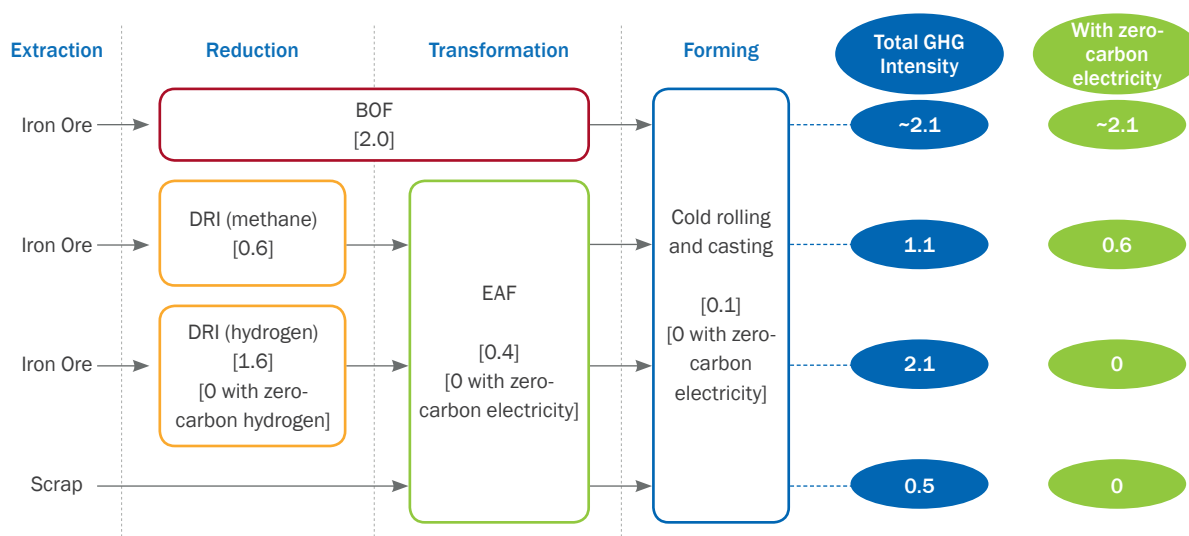 Extraction
Reduction
Transformation
Forming
Total GHG
Intensity
With zero-
carbon
electricity
Iron Ore
BOF
[2.0]
~2.1
~2.1
Iron Ore
DRI (methane)
[0.6]
EAF
[0.4]
[0 with zero-
carbon electricity]
Cold rolling
and casting
[0.1]
[0 with zero-
carbon
electricity]
1.1
0.6
Iron Ore
DRI (hydrogen)
[1.6]
[0 with zero-
carbon hydrogen]
2.1
0
Scrap
0.5
0